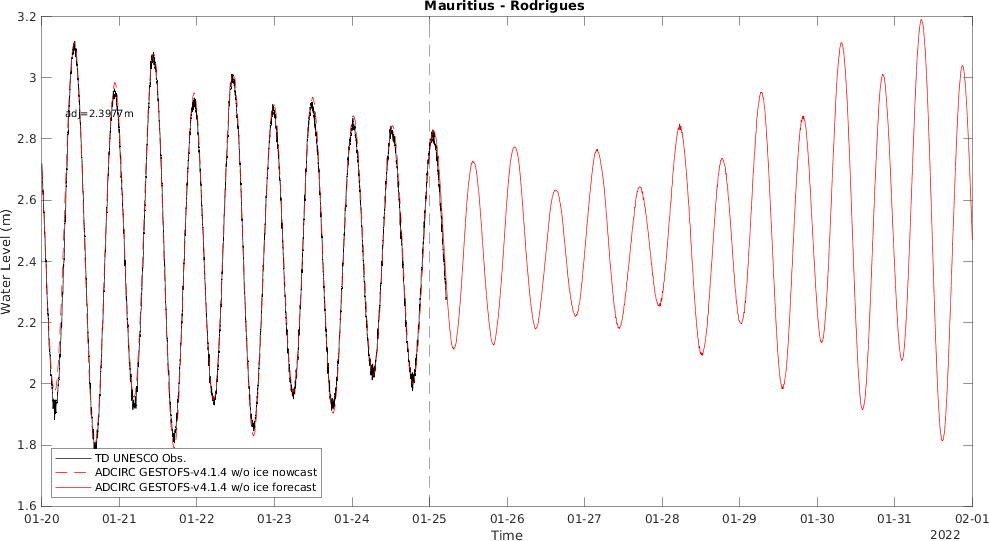 Mauritius - Rodrigues
3.2
3
2.8
2.6
2.4
2.2
2
1.8
1.6
Water Level (m)
adj=2.3977m
TD UNESCO Obs.
ADCIRC GESTOFS-v4.1.4 w/o ice nowcast
ADCIRC GESTOFS-v4.1.4 w/o ice forecast
01-20 01-21 01-22 01-23 01-24 01-25 01-26 01-27 01-28 01-29 01-30 01-31 02-01
Time
2022